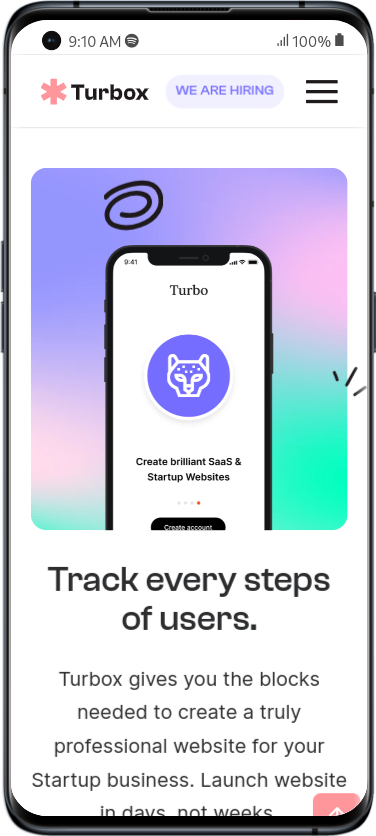 9:10 AM
100%
Turbox
WE ARE HIRING
9:41
Turbo
Create brilliant SaaS &
Startup Websites
Create account
Track every steps
of users.
Turbox gives you the blocks
needed to create a truly
professional website for your
Startup business. Launch website
in days, not weeks